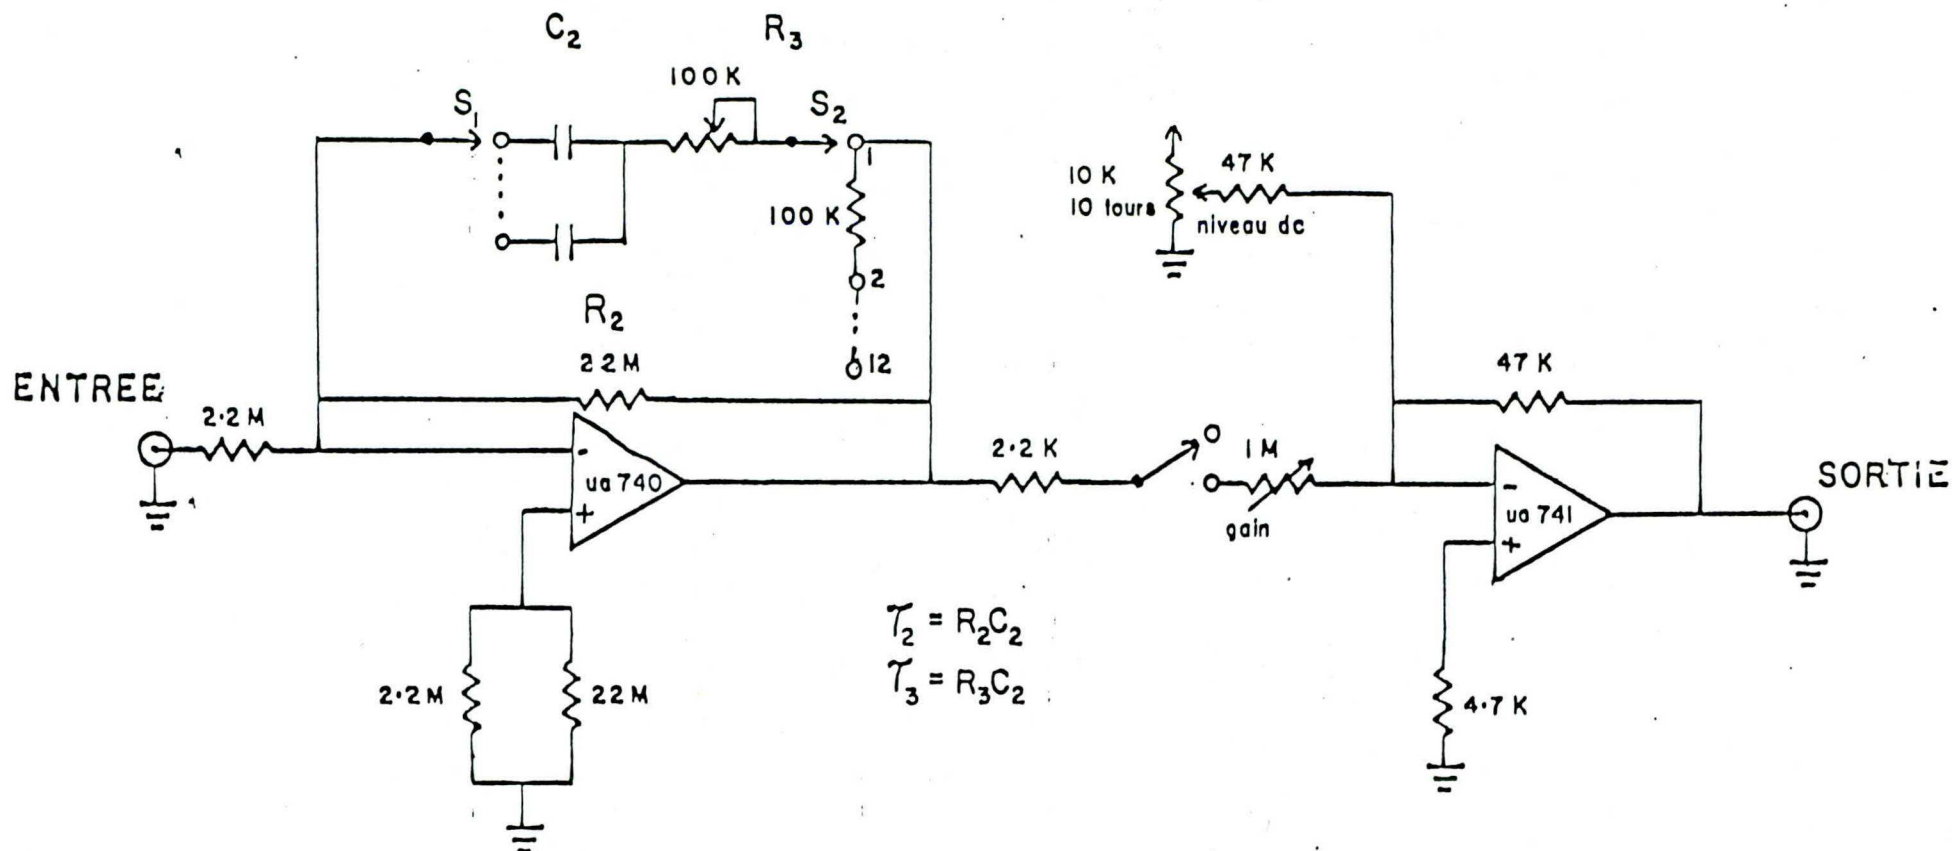 C2
R3
100 K
S1
S2
1
100 K
2
12
10 K
10 tours
47 K
niveau dc
R2
22 M
47 K
ENTREE
2·2 M
-
ua 740
+
2·2 K
1 M
gain
-
ua 741
+
SORTIE
2·2 M
22 M
τ2 = R2C2
τ3 = R3C2
4·7 K